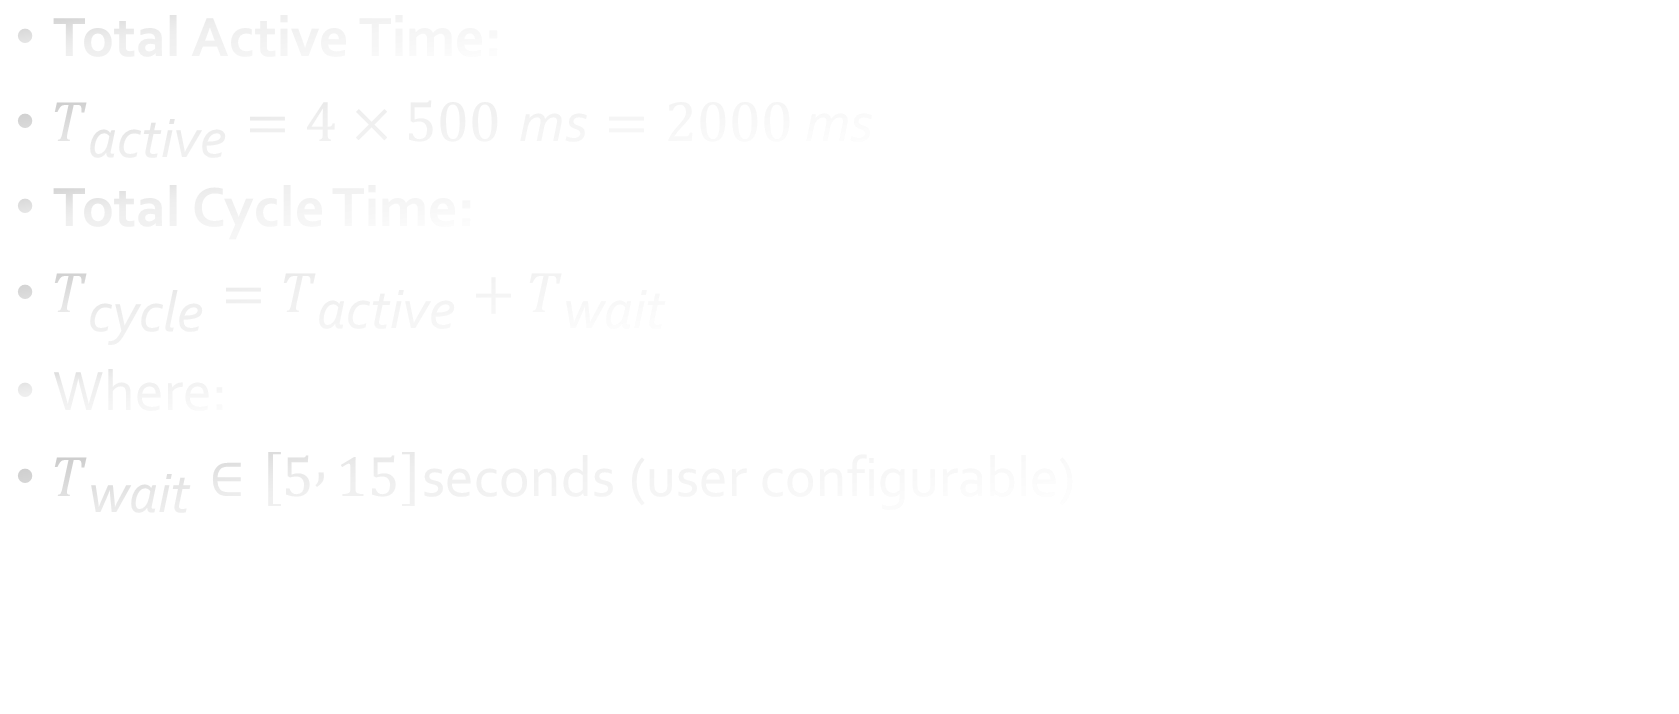 • Total Active Time:
• T_active = 4 × 500 ms = 2000 ms
• Total Cycle Time:
• T_cycle = T_active + T_wait
• Where:
• T_wait ∈ [5, 15]seconds (user configurable)